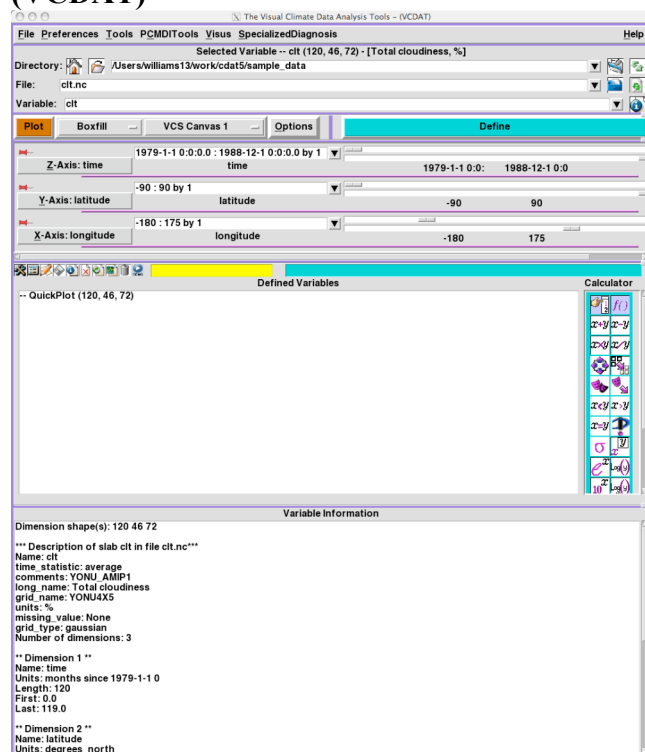 (VCDAT)
The Visual Climate Data Analysis Tools - (VCDAT)
File Preferences Tools PCMDITools Visus SpecializedDiagnosis Help
Selected Variable -- clt (120, 46, 72) - [Total cloudiness, %]
Directory: /Users/williams13/work/cdat5/sample_data
File: clt.nc
Variable: clt
Plot Boxfill VCS Canvas 1 Options Define
1979-1-1 0:0:0.0 : 1988-12-1 0:0:0.0 by 1
Z-Axis: time time 1979-1-1 0:0: 1988-12-1 0:0
-90 : 90 by 1
Y-Axis: latitude latitude -90 90
-180 : 175 by 1
X-Axis: longitude longitude -180 175
Defined Variables Calculator
-- QuickPlot (120, 46, 72)
f()
x+y x-y
x×y x/y
x<y x>y
x=y
σ x^y
e^x Log()
10^x Log()
Variable Information
Dimension shape(s): 120 46 72
*** Description of slab clt in file clt.nc***
Name: clt
time_statistic: average
comments: YONU_AMIP1
long_name: Total cloudiness
grid_name: YONU4X5
units: %
missing_value: None
grid_type: gaussian
Number of dimensions: 3
** Dimension 1 **
Name: time
Units: months since 1979-1-1 0
Length: 120
First: 0.0
Last: 119.0
** Dimension 2 **
Name: latitude
Units: degrees_north